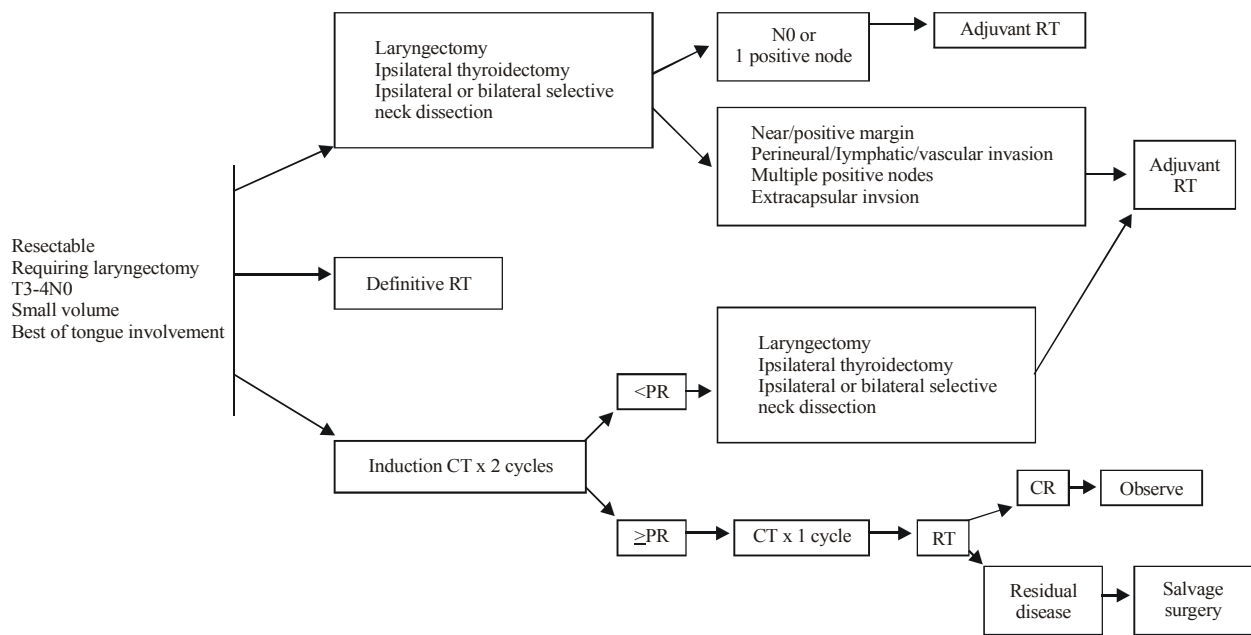 Resectable
Requiring laryngectomy
T3-4N0
Small volume
Best of tongue involvement
Laryngectomy
Ipsilateral thyroidectomy
Ipsilateral or bilateral selective
neck dissection
N0 or
1 positive node
Adjuvant RT
Near/positive margin
Perineural/Iymphatic/vascular invasion
Multiple positive nodes
Extracapsular invsion
Adjuvant
RT
Definitive RT
Induction CT x 2 cycles
<PR
Laryngectomy
Ipsilateral thyroidectomy
Ipsilateral or bilateral selective
neck dissection
≥PR
CT x 1 cycle
RT
CR
Observe
Residual
disease
Salvage
surgery